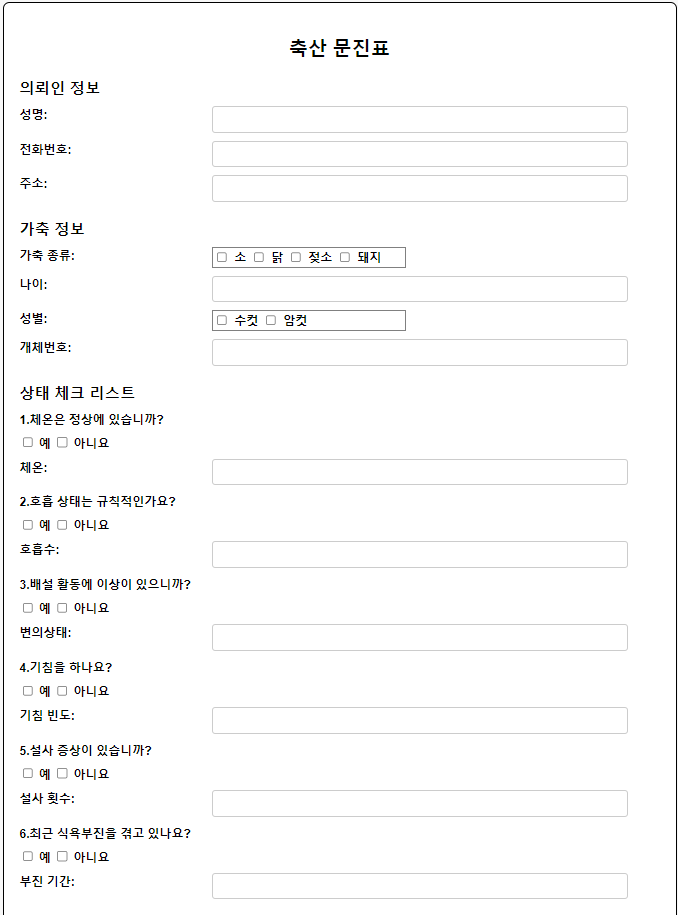 축산 문진표
의뢰인 정보
성명:
전화번호:
주소:
가축 정보
가축 종류: 소 닭 젖소 돼지
나이:
성별: 수컷 암컷
개체번호:
상태 체크 리스트
1.체온은 정상에 있습니까?
예 아니요
체온:
2.호흡 상태는 규칙적인가요?
예 아니요
호흡수:
3.배설 활동에 이상이 있으니까?
예 아니요
변의상태:
4.기침을 하나요?
예 아니요
기침 빈도:
5.설사 증상이 있습니까?
예 아니요
설사 횟수:
6.최근 식욕부진을 겪고 있나요?
예 아니요
부진 기간: